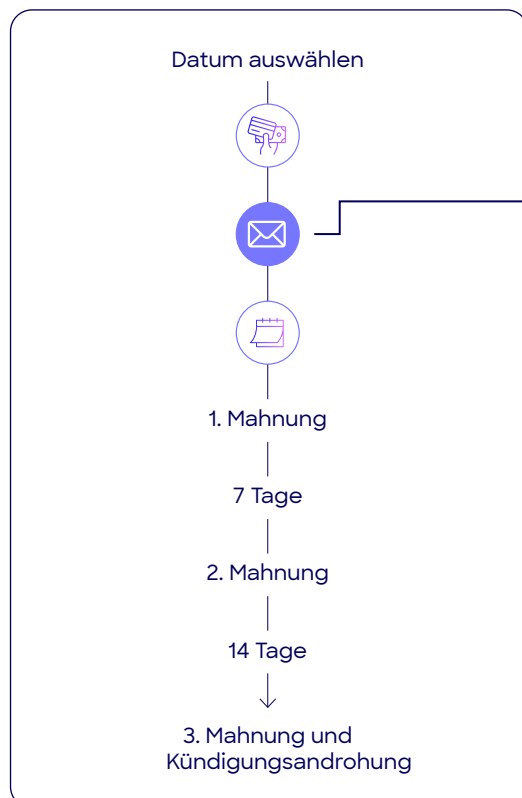 Datum auswählen
1. Mahnung
7 Tage
2. Mahnung
14 Tage
3. Mahnung und
Kündigungsandrohung